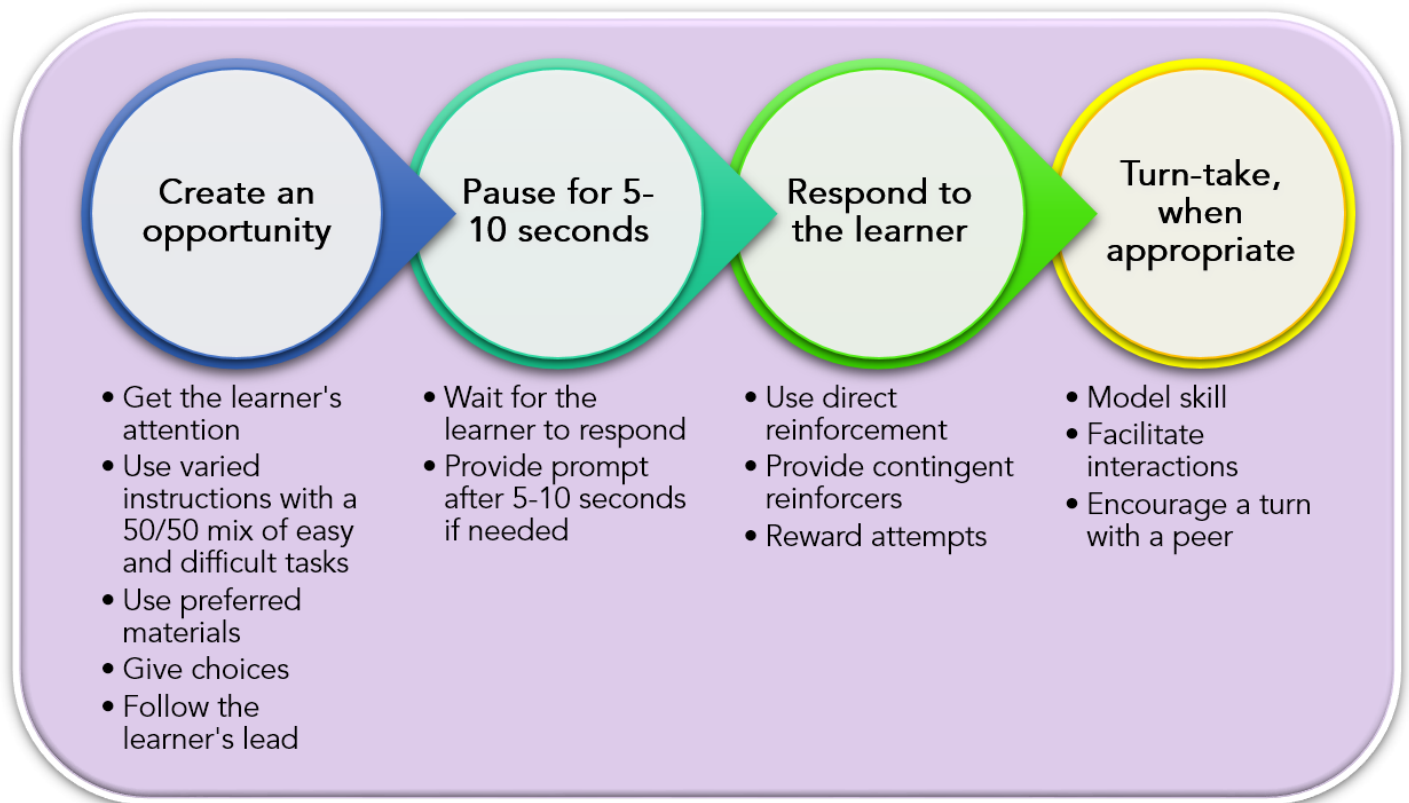 Create an
opportunity
• Get the learner's
attention
• Use varied
instructions with a
50/50 mix of easy
and difficult tasks
• Use preferred
materials
• Give choices
• Follow the
learner's lead
Pause for 5-
10 seconds
• Wait for the
learner to respond
• Provide prompt
after 5-10 seconds
if needed
Respond to
the learner
• Use direct
reinforcement
• Provide contingent
reinforcers
• Reward attempts
Turn-take,
when
appropriate
• Model skill
• Facilitate
interactions
• Encourage a turn
with a peer